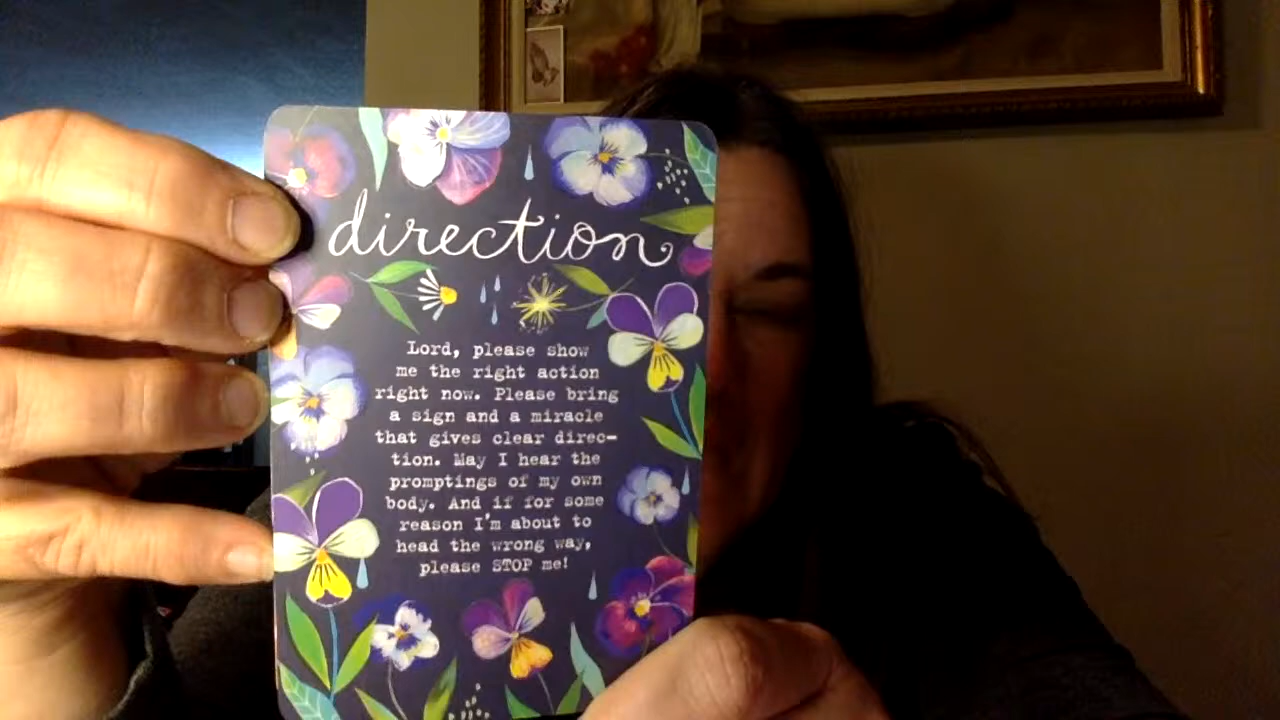 direction
Lord, please show
me the right action
right now. Please bring
a sign and a miracle
that gives clear direc-
tion. May I hear the
promptings of my own
body. And if for some
reason I'm about to
head the wrong way,
please STOP me!